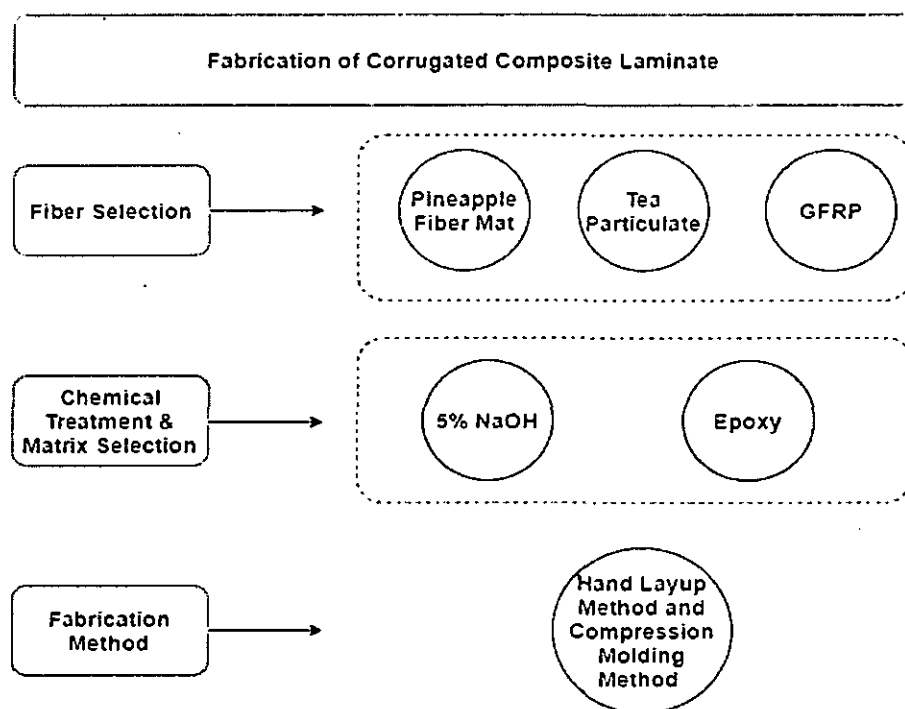 Fabrication of Corrugated Composite Laminate
Fiber Selection
Pineapple
Fiber Mat
Tea
Particulate
GFRP
Chemical
Treatment &
Matrix Selection
5% NaOH
Epoxy
Fabrication
Method
Hand Layup
Method and
Compression
Molding
Method